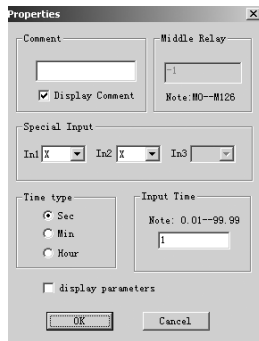 Properties
Comment
Middle Relay
-1
Display Comment
Note:M0--M126
Special Input
In1 X In2 X In3
Time type
Input Time
Sec
Note: 0.01--99.99
Min
1
Hour
display parameters
OK Cancel